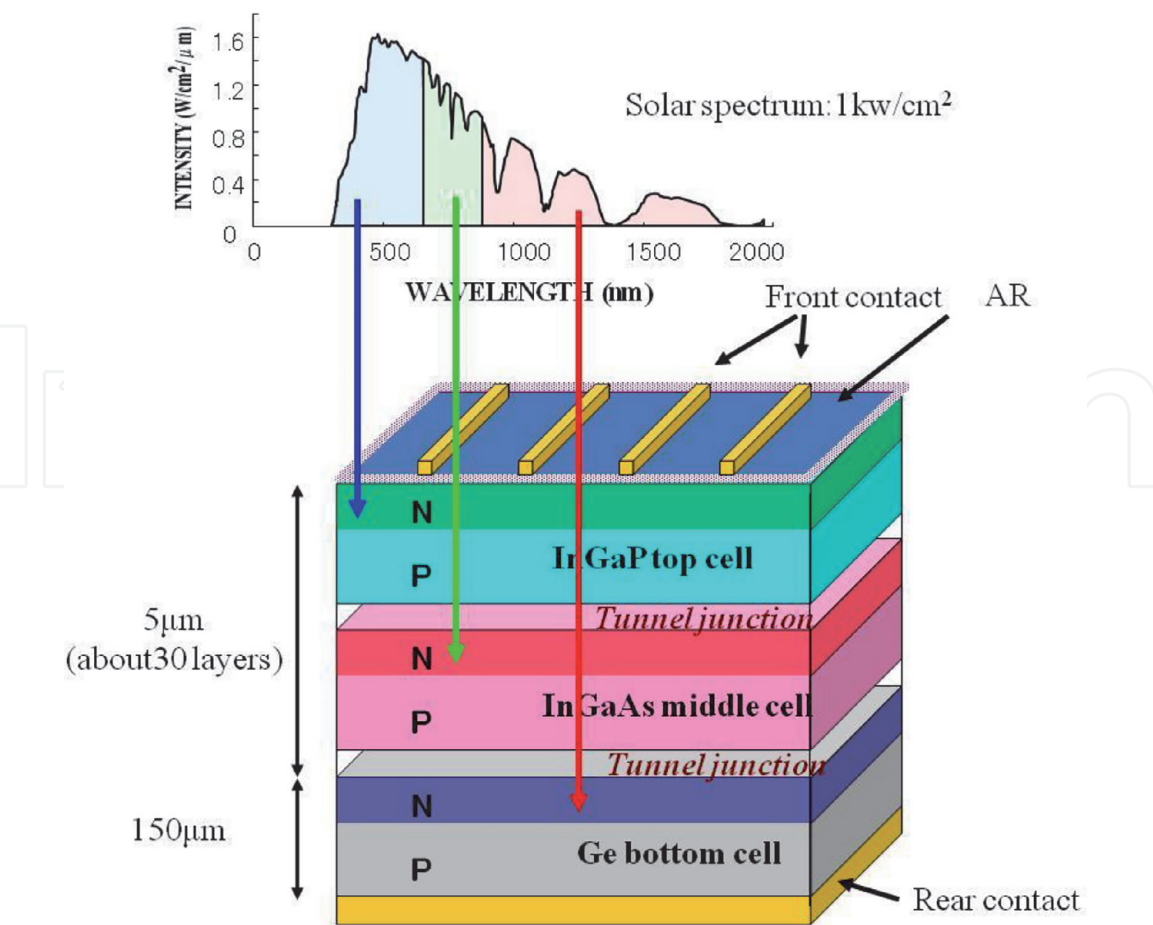 INTENSITY (W/cm²/μm)
1.6
1.2
0.8
0.4
0
Solar spectrum:1kw/cm²
0 500 1000 1500 2000
WAVELENGTH (nm)
Front contact AR
N
InGaP top cell
P
Tunnel junction
5μm
(about30 layers)
N
InGaAs middle cell
P
Tunnel junction
N
150μm
Ge bottom cell
P
Rear contact